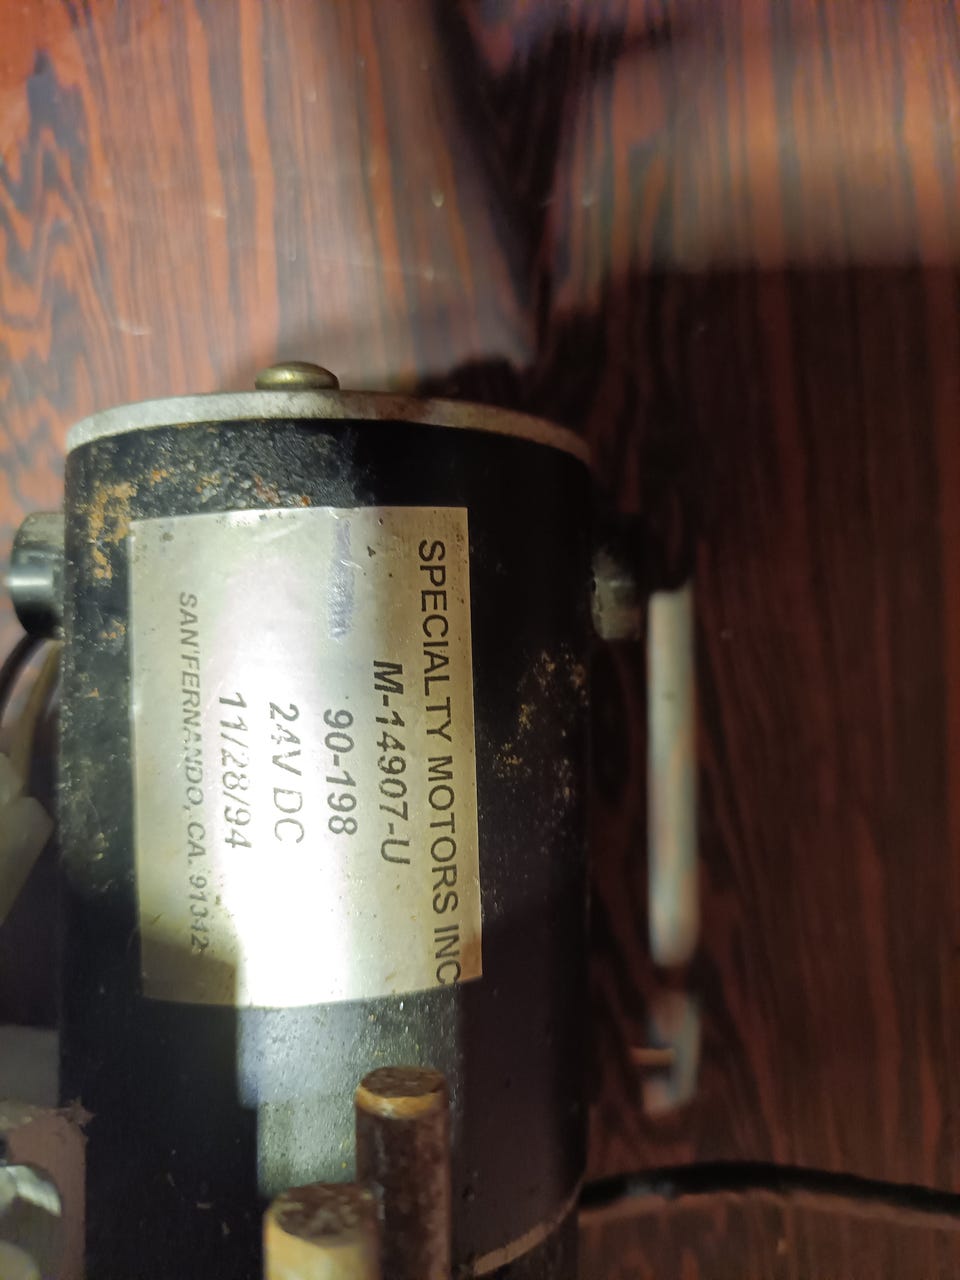 SPECIALTY MOTORS INC
M-14907-U
90-198
24V DC
11/28/94
SAN FERNANDO, CA. 91342